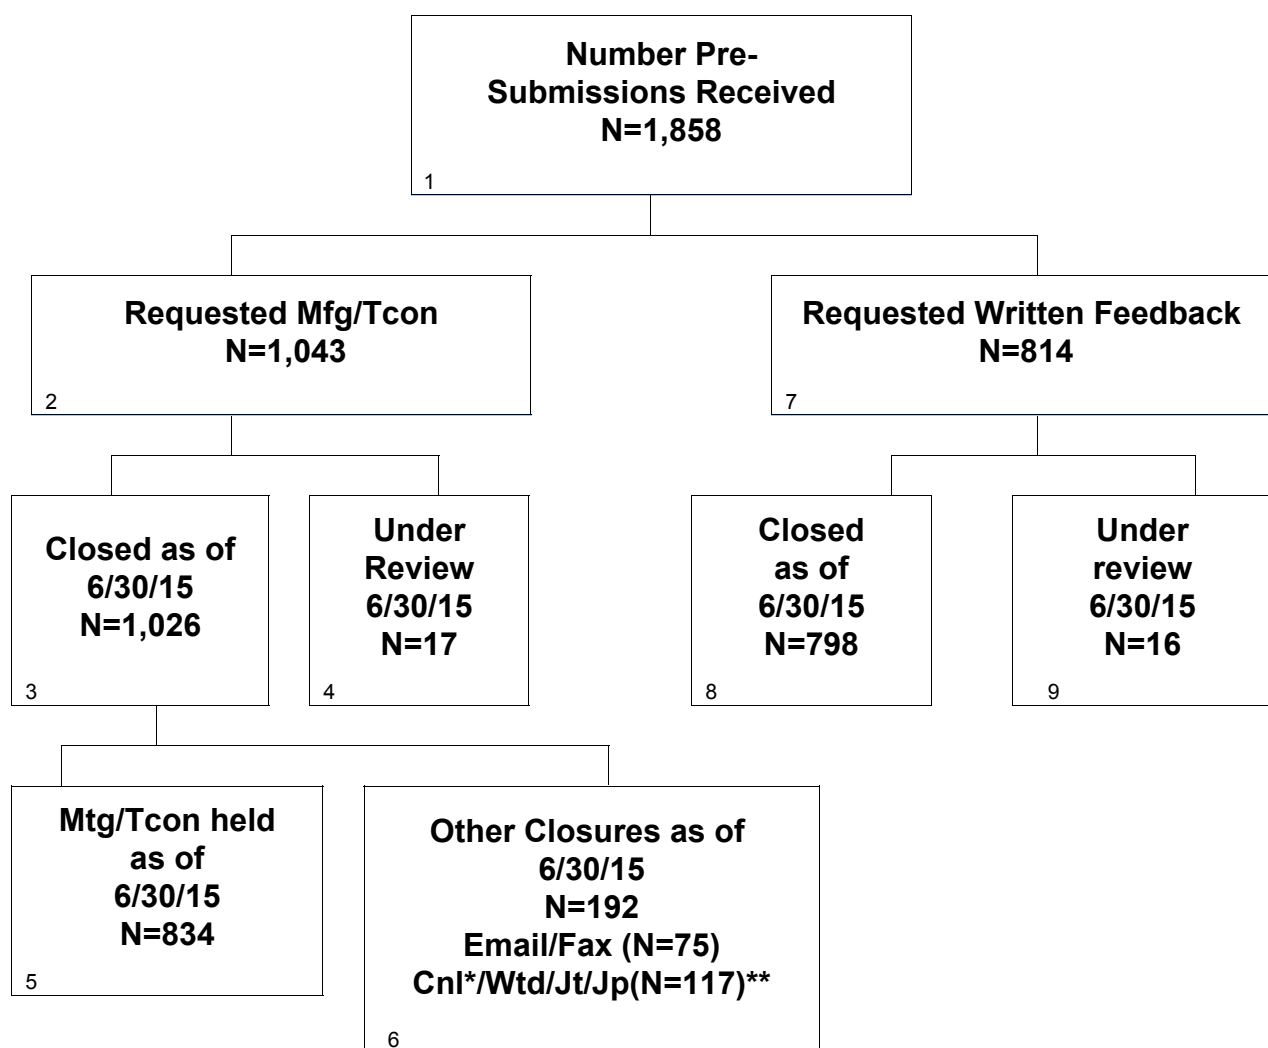 Number Pre-
Submissions Received
N=1,858
1
Requested Mfg/Tcon
N=1,043
2
Requested Written Feedback
N=814
7
Closed as of
6/30/15
N=1,026
3
Under
Review
6/30/15
N=17
4
Closed
as of
6/30/15
N=798
8
Under
review
6/30/15
N=16
9
Mtg/Tcon held
as of
6/30/15
N=834
5
Other Closures as of
6/30/15
N=192
Email/Fax (N=75)
Cnl*/Wtd/Jt/Jp(N=117)**
6